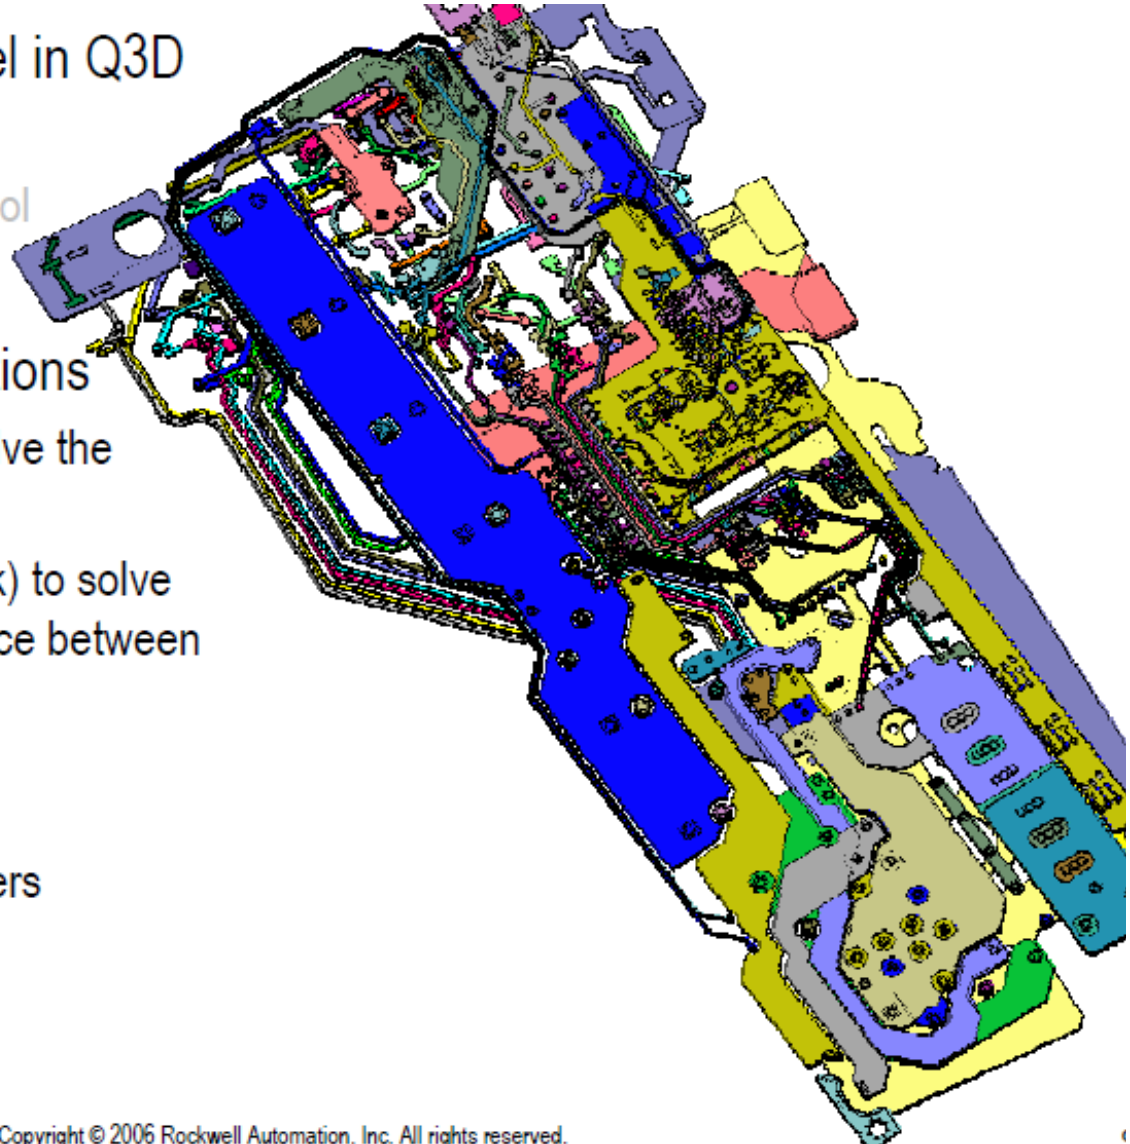 el in Q3D
ol
ions
ve the
k) to solve
ce between
ers
Copyright © 2006 Rockwell Automation, Inc. All rights reserved.